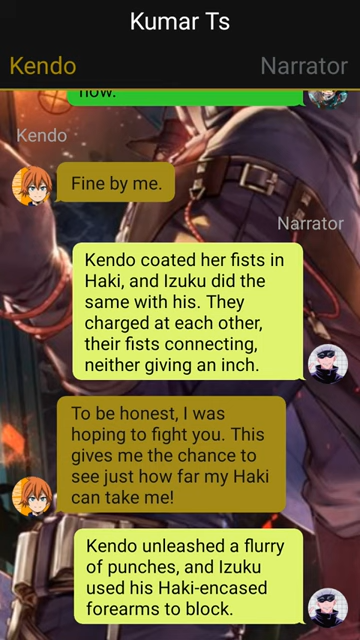 Kumar Ts
Kendo
Narrator
now.
Kendo
Fine by me.
Narrator
Kendo coated her fists in
Haki, and Izuku did the
same with his. They
charged at each other,
their fists connecting,
neither giving an inch.
To be honest, I was
hoping to fight you. This
gives me the chance to
see just how far my Haki
can take me!
Kendo unleashed a flurry
of punches, and Izuku
used his Haki-encased
forearms to block.